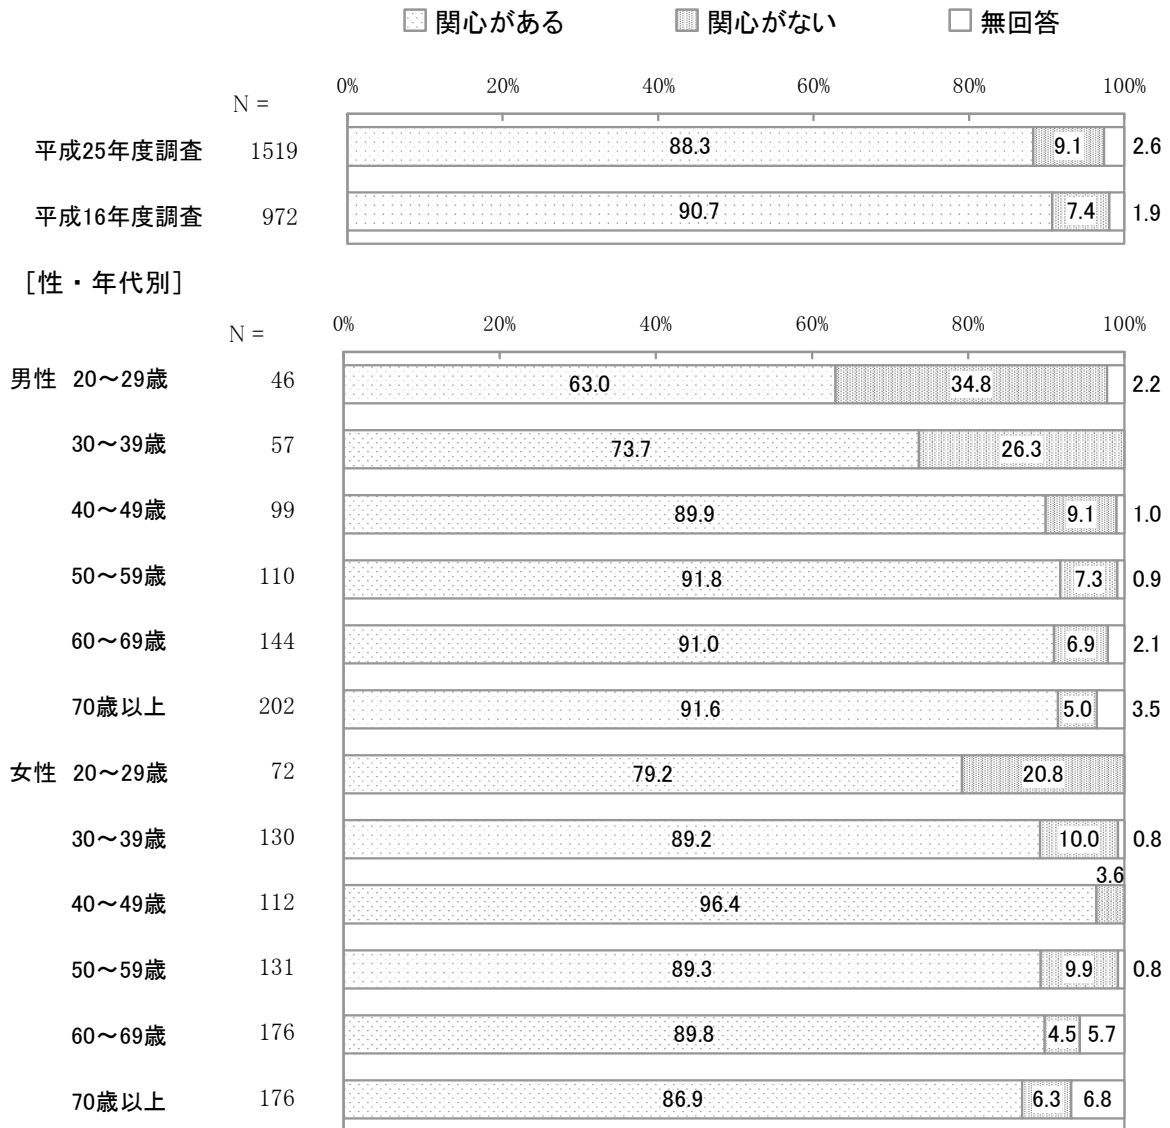 関心がある 関心がない 無回答
0% 20% 40% 60% 80% 100%
N =
平成25年度調査 1519 88.3 9.1 2.6
平成16年度調査 972 90.7 7.4 1.9
［性・年代別］
N = 0% 20% 40% 60% 80% 100%
男性 20～29歳 46 63.0 34.8 2.2
30～39歳 57 73.7 26.3
40～49歳 99 89.9 9.1 1.0
50～59歳 110 91.8 7.3 0.9
60～69歳 144 91.0 6.9 2.1
70歳以上 202 91.6 5.0 3.5
女性 20～29歳 72 79.2 20.8
30～39歳 130 89.2 10.0 0.8
40～49歳 112 96.4 3.6
50～59歳 131 89.3 9.9 0.8
60～69歳 176 89.8 4.5 5.7
70歳以上 176 86.9 6.3 6.8